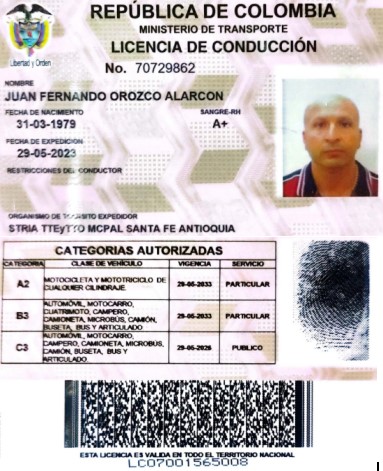 REPÚBLICA DE COLOMBIA
MINISTERIO DE TRANSPORTE
LICENCIA DE CONDUCCIÓN
Libertad y Orden
No. 70729862
NOMBRE
JUAN FERNANDO OROZCO ALARCON
FECHA DE NACIMIENTO SANGRE-RH
31-03-1979 A+
FECHA DE EXPEDICION
29-05-2023
RESTRICCIONES DEL CONDUCTOR
ORGANISMO DE TRANSITO EXPEDIDOR
STRIA TTEyTTO MCPAL SANTA FE ANTIOQUIA
CATEGORIAS AUTORIZADAS
CATEGORIA CLASE DE VEHÍCULO VIGENCIA SERVICIO
A2 MOTOCICLETA Y MOTOTRICICLO DE CUALQUIER CILINDRAJE. 29-05-2033 PARTICULAR
B3 AUTOMÓVIL, MOTOCARRO, CUATRIMOTO, CAMPERO, CAMIONETA, MICROBÚS, CAMIÓN, BUSETA, BUS Y ARTICULADO 29-05-2033 PARTICULAR
C3 AUTOMÓVIL, MOTOCARRO, CAMPERO, CAMIONETA, MICROBÚS, CAMIÓN, BUSETA, BUS Y ARTICULADO. 29-05-2026 PUBLICO
ESTA LICENCIA ES VALIDA EN TODO EL TERRITORIO NACIONAL
LC07001565008